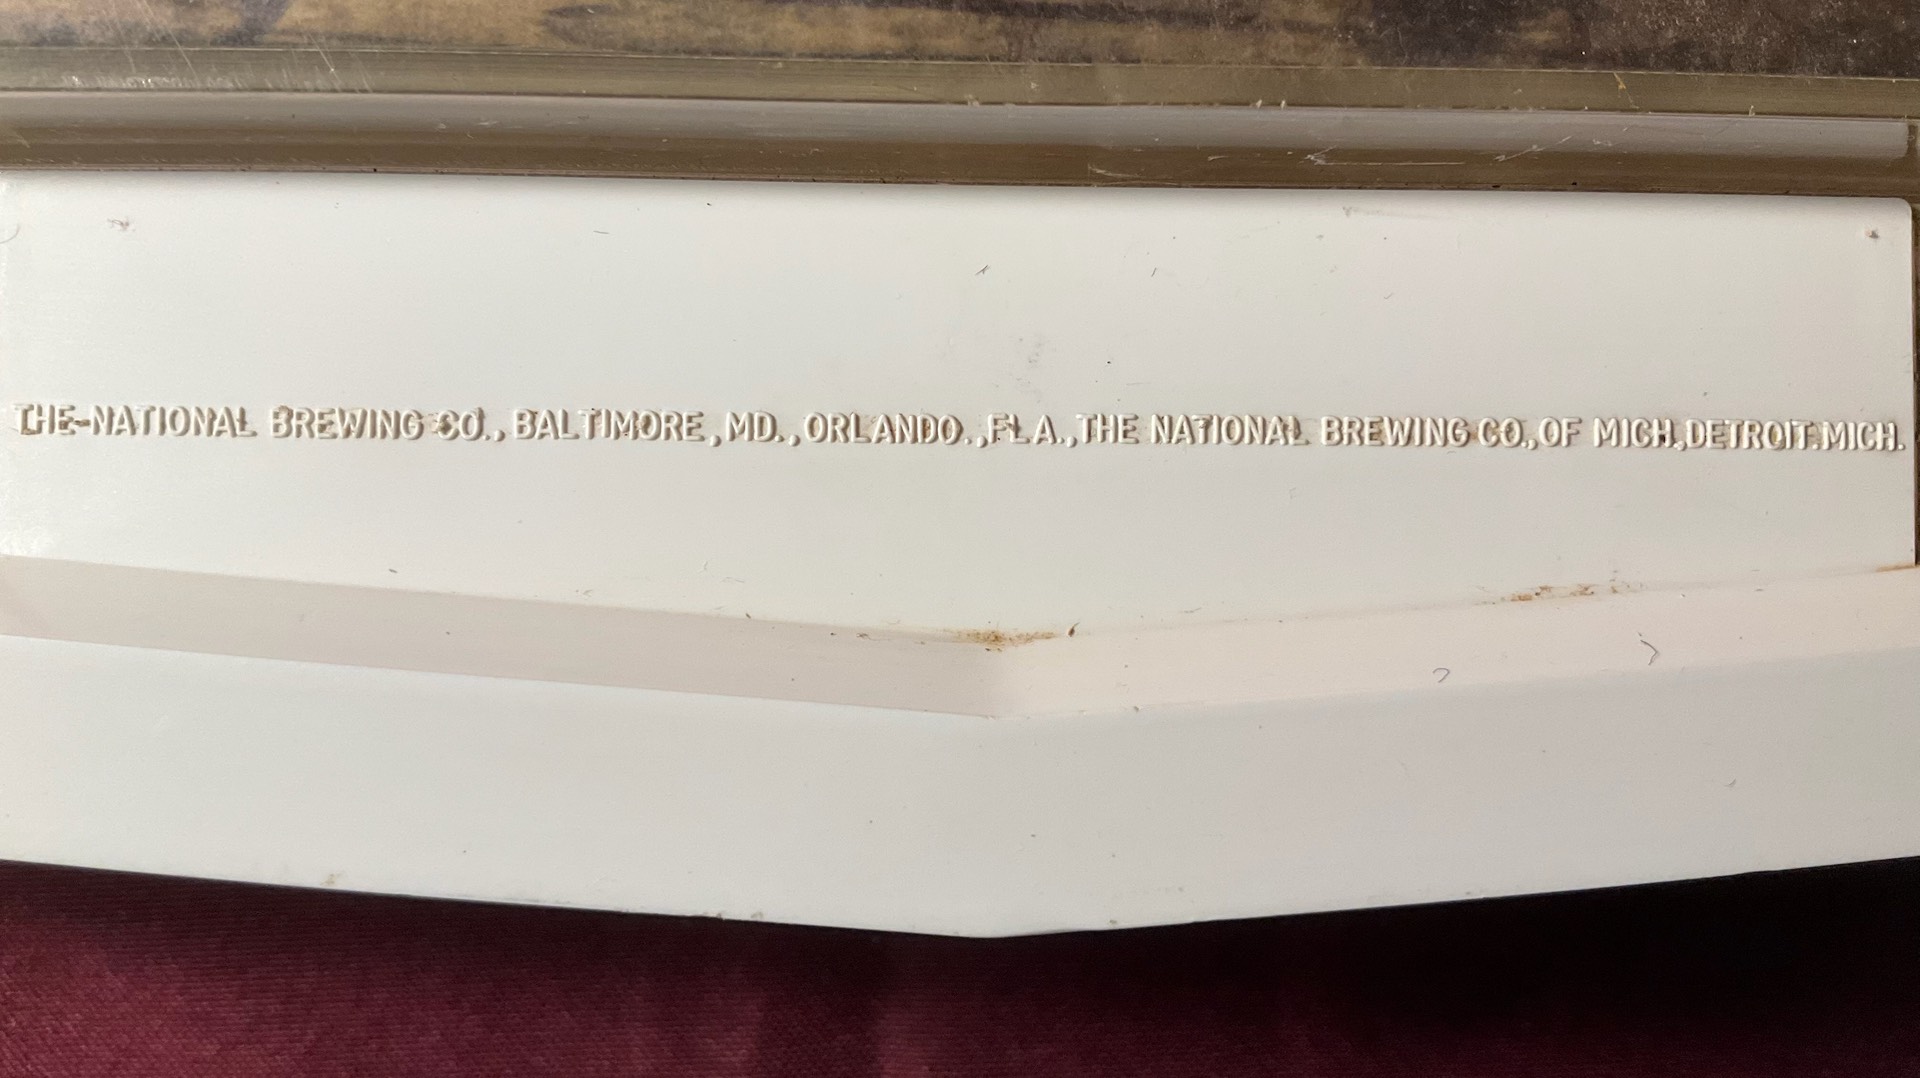 THE-NATIONAL BREWING CO., BALTIMORE, MD., ORLANDO., FLA., THE NATIONAL BREWING CO., OF MICH., DETROIT. MICH.